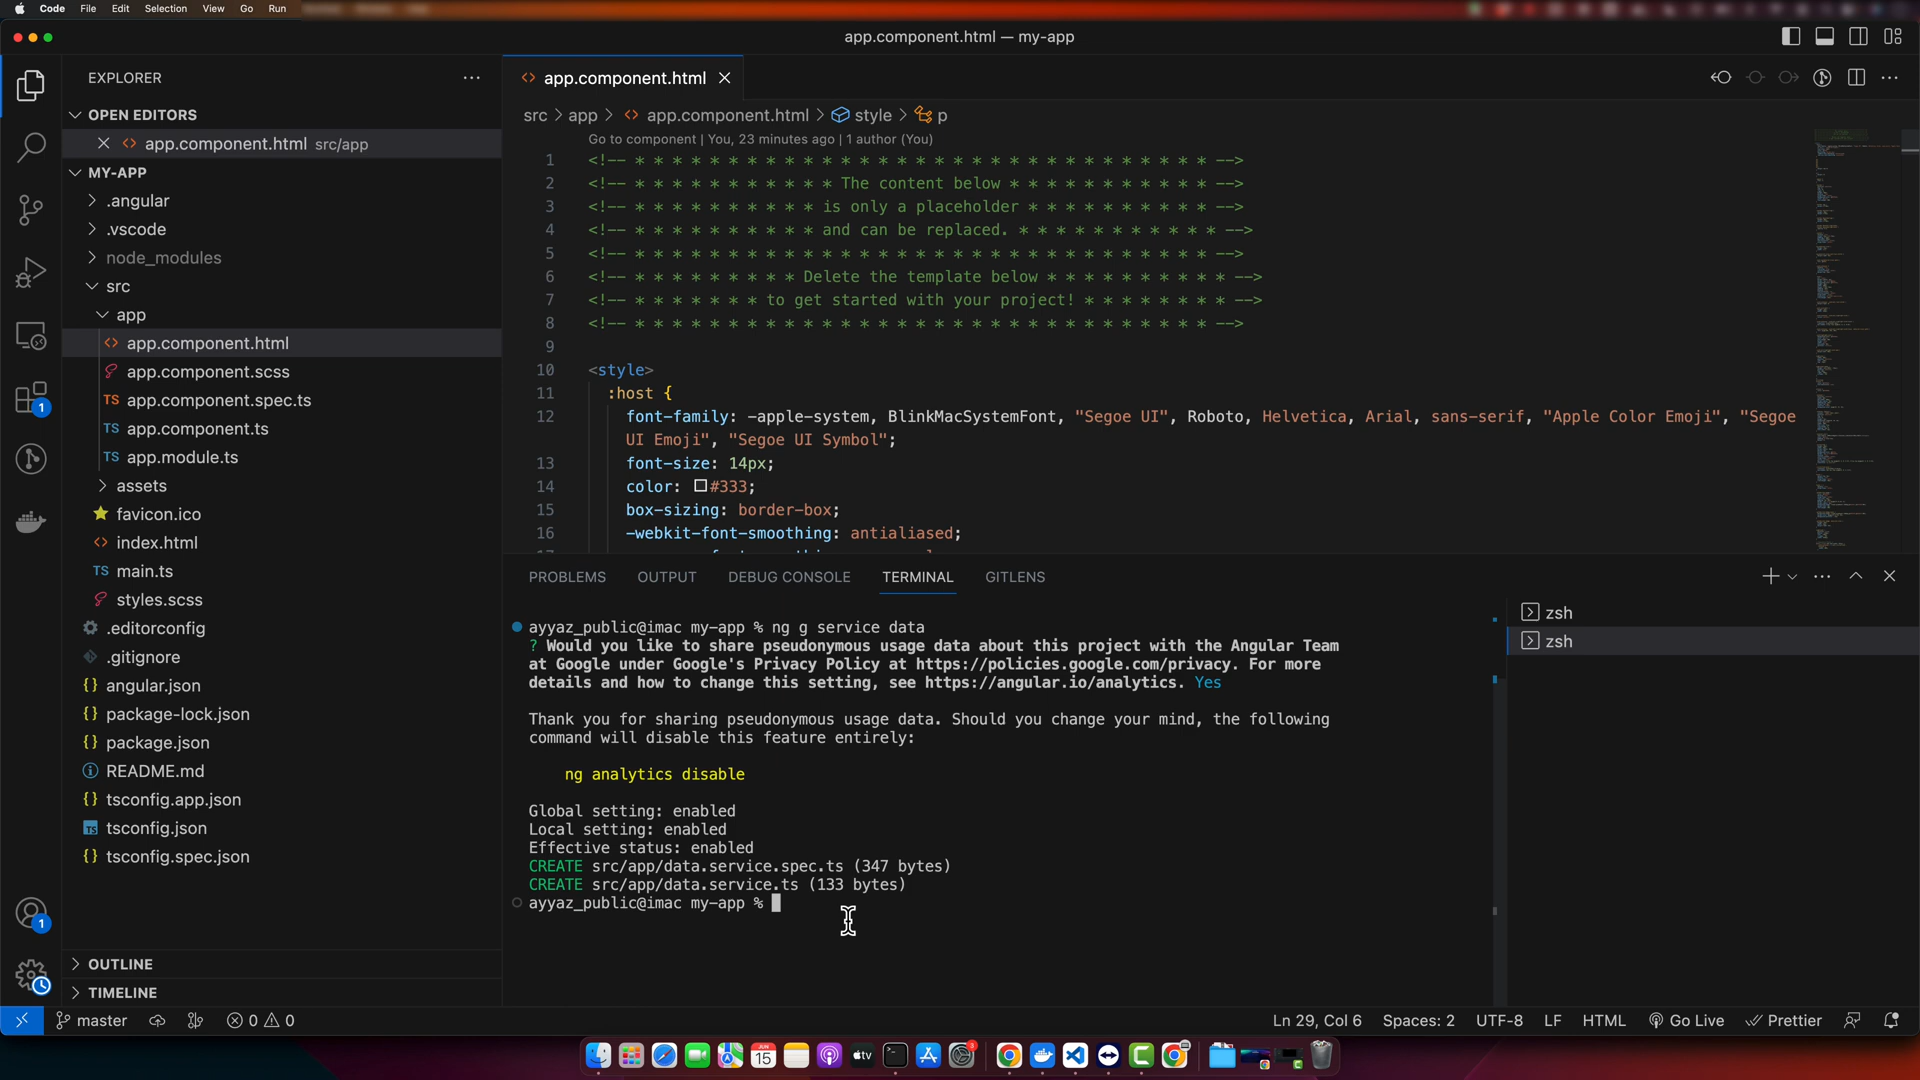 Code File Edit Selection View Go Run
app.component.html — my-app
EXPLORER
OPEN EDITORS
app.component.html src/app
MY-APP
.angular
.vscode
node_modules
src
app
app.component.html
app.component.scss
TS app.component.spec.ts
TS app.component.ts
TS app.module.ts
assets
favicon.ico
index.html
TS main.ts
styles.scss
.editorconfig
.gitignore
{} angular.json
{} package-lock.json
{} package.json
README.md
{} tsconfig.app.json
TS tsconfig.json
{} tsconfig.spec.json
OUTLINE
TIMELINE
1
1
app.component.html
src > app > <> app.component.html > style > p
Go to component | You, 23 minutes ago | 1 author (You)
1 <!-- * * * * * * * * * * * * * * * * * * * * * * * * * * * * * * * -->
2 <!-- * * * * * * * * * * * The content below * * * * * * * * * * * -->
3 <!-- * * * * * * * * * * is only a placeholder * * * * * * * * * * -->
4 <!-- * * * * * * * * * * and can be replaced. * * * * * * * * * * * -->
5 <!-- * * * * * * * * * * * * * * * * * * * * * * * * * * * * * * * -->
6 <!-- * * * * * * * * * Delete the template below * * * * * * * * * * -->
7 <!-- * * * * * * * to get started with your project! * * * * * * * * -->
8 <!-- * * * * * * * * * * * * * * * * * * * * * * * * * * * * * * * -->
9
10 <style>
11 :host {
12 font-family: -apple-system, BlinkMacSystemFont, "Segoe UI", Roboto, Helvetica, Arial, sans-serif, "Apple Color Emoji", "Segoe
UI Emoji", "Segoe UI Symbol";
13 font-size: 14px;
14 color: #333;
15 box-sizing: border-box;
16 -webkit-font-smoothing: antialiased;
PROBLEMS OUTPUT DEBUG CONSOLE TERMINAL GITLENS
ayyaz_public@imac my-app % ng g service data
? Would you like to share pseudonymous usage data about this project with the Angular Team
at Google under Google's Privacy Policy at https://policies.google.com/privacy. For more
details and how to change this setting, see https://angular.io/analytics. Yes
Thank you for sharing pseudonymous usage data. Should you change your mind, the following
command will disable this feature entirely:
ng analytics disable
Global setting: enabled
Local setting: enabled
Effective status: enabled
CREATE src/app/data.service.spec.ts (347 bytes)
CREATE src/app/data.service.ts (133 bytes)
ayyaz_public@imac my-app %
zsh
zsh
master 0 0 Ln 29, Col 6 Spaces: 2 UTF-8 LF HTML Go Live Prettier
JUN
15
tv
3